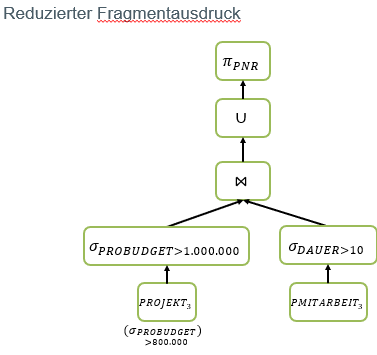 Reduzierter Fragmentausdruck
π_PNR
∪
⋈
σ_PROBUDGET>1.000.000
σ_DAUER>10
PROJEKT_3
PMITARBEIT_3
(σ_PROBUDGET)
>800.000